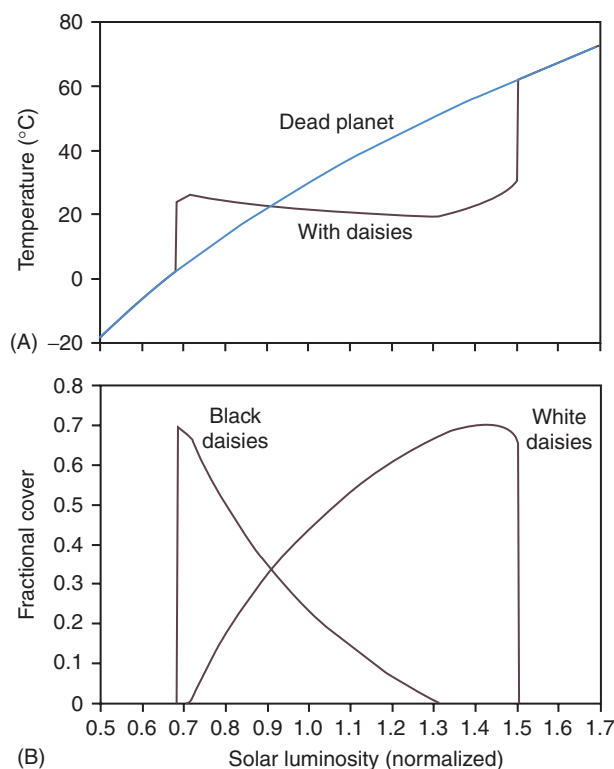 80
60
40
20
0
–20
Temperature (°C)
Dead planet
With daisies
(A)
0.8
0.7
0.6
0.5
0.4
0.3
0.2
0.1
0
Fractional cover
Black
daisies
White
daisies
0.5 0.6 0.7 0.8 0.9 1.0 1.1 1.2 1.3 1.4 1.5 1.6 1.7
(B)
Solar luminosity (normalized)